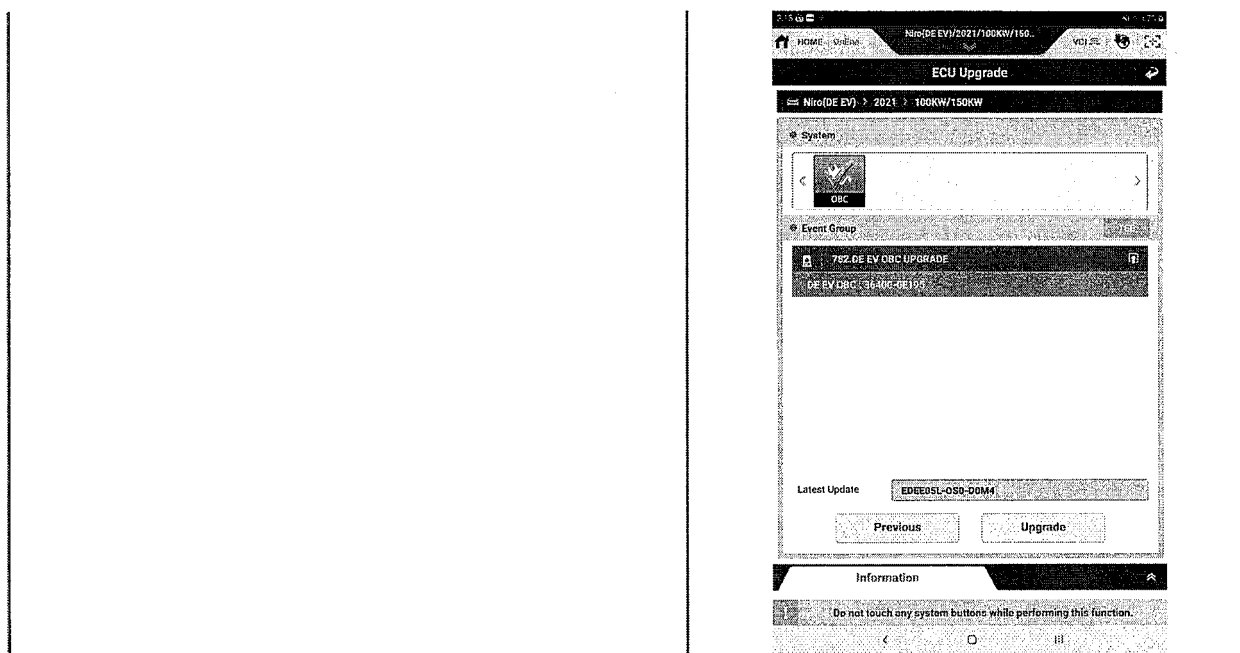 HOME
Niro(DE EV)/2021/100KW/150..
VCI
ECU Upgrade
Niro(DE EV) > 2021 > 100KW/150KW
System
OBC
Event Group
782.DE EV OBC UPGRADE
DE EV OBC : 36400-0E195
Latest Update
EDEE05L-OS0-D0M4
Previous
Upgrade
Information
Do not touch any system buttons while performing this function.